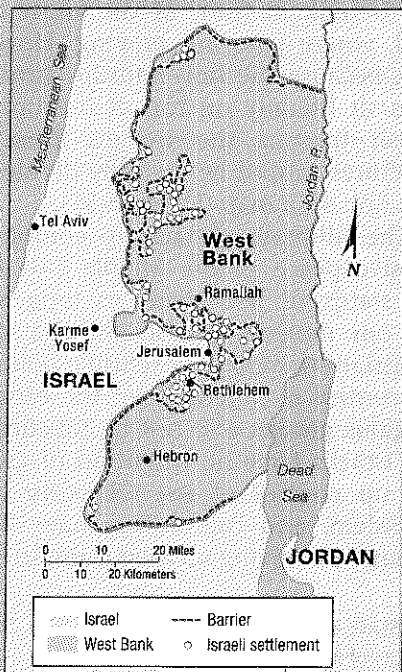 Mediterranean Sea
Jordan R.
Tel Aviv
West
Bank
N
Ramallah
Karme
Yosef
Jerusalem
ISRAEL
Bethlehem
Hebron
Dead
Sea
JORDAN
0 10 20 Miles
0 10 20 Kilometers
Israel
Barrier
West Bank
Israeli settlement